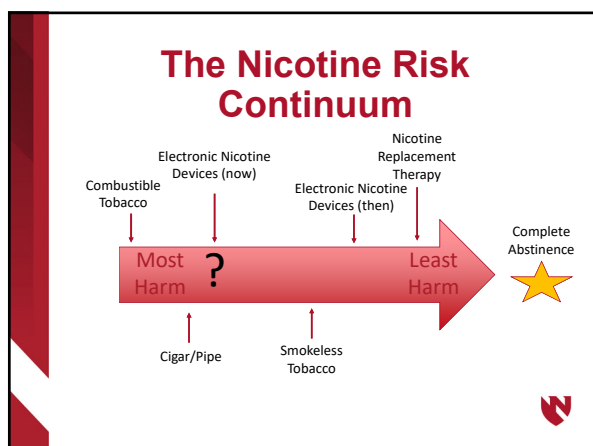 The Nicotine Risk
Continuum
Nicotine
Replacement
Therapy
Electronic Nicotine
Devices (now)
Combustible
Tobacco
Electronic Nicotine
Devices (then)
Complete
Abstinence
Most
Harm
?
Least
Harm
Cigar/Pipe
Smokeless
Tobacco
N